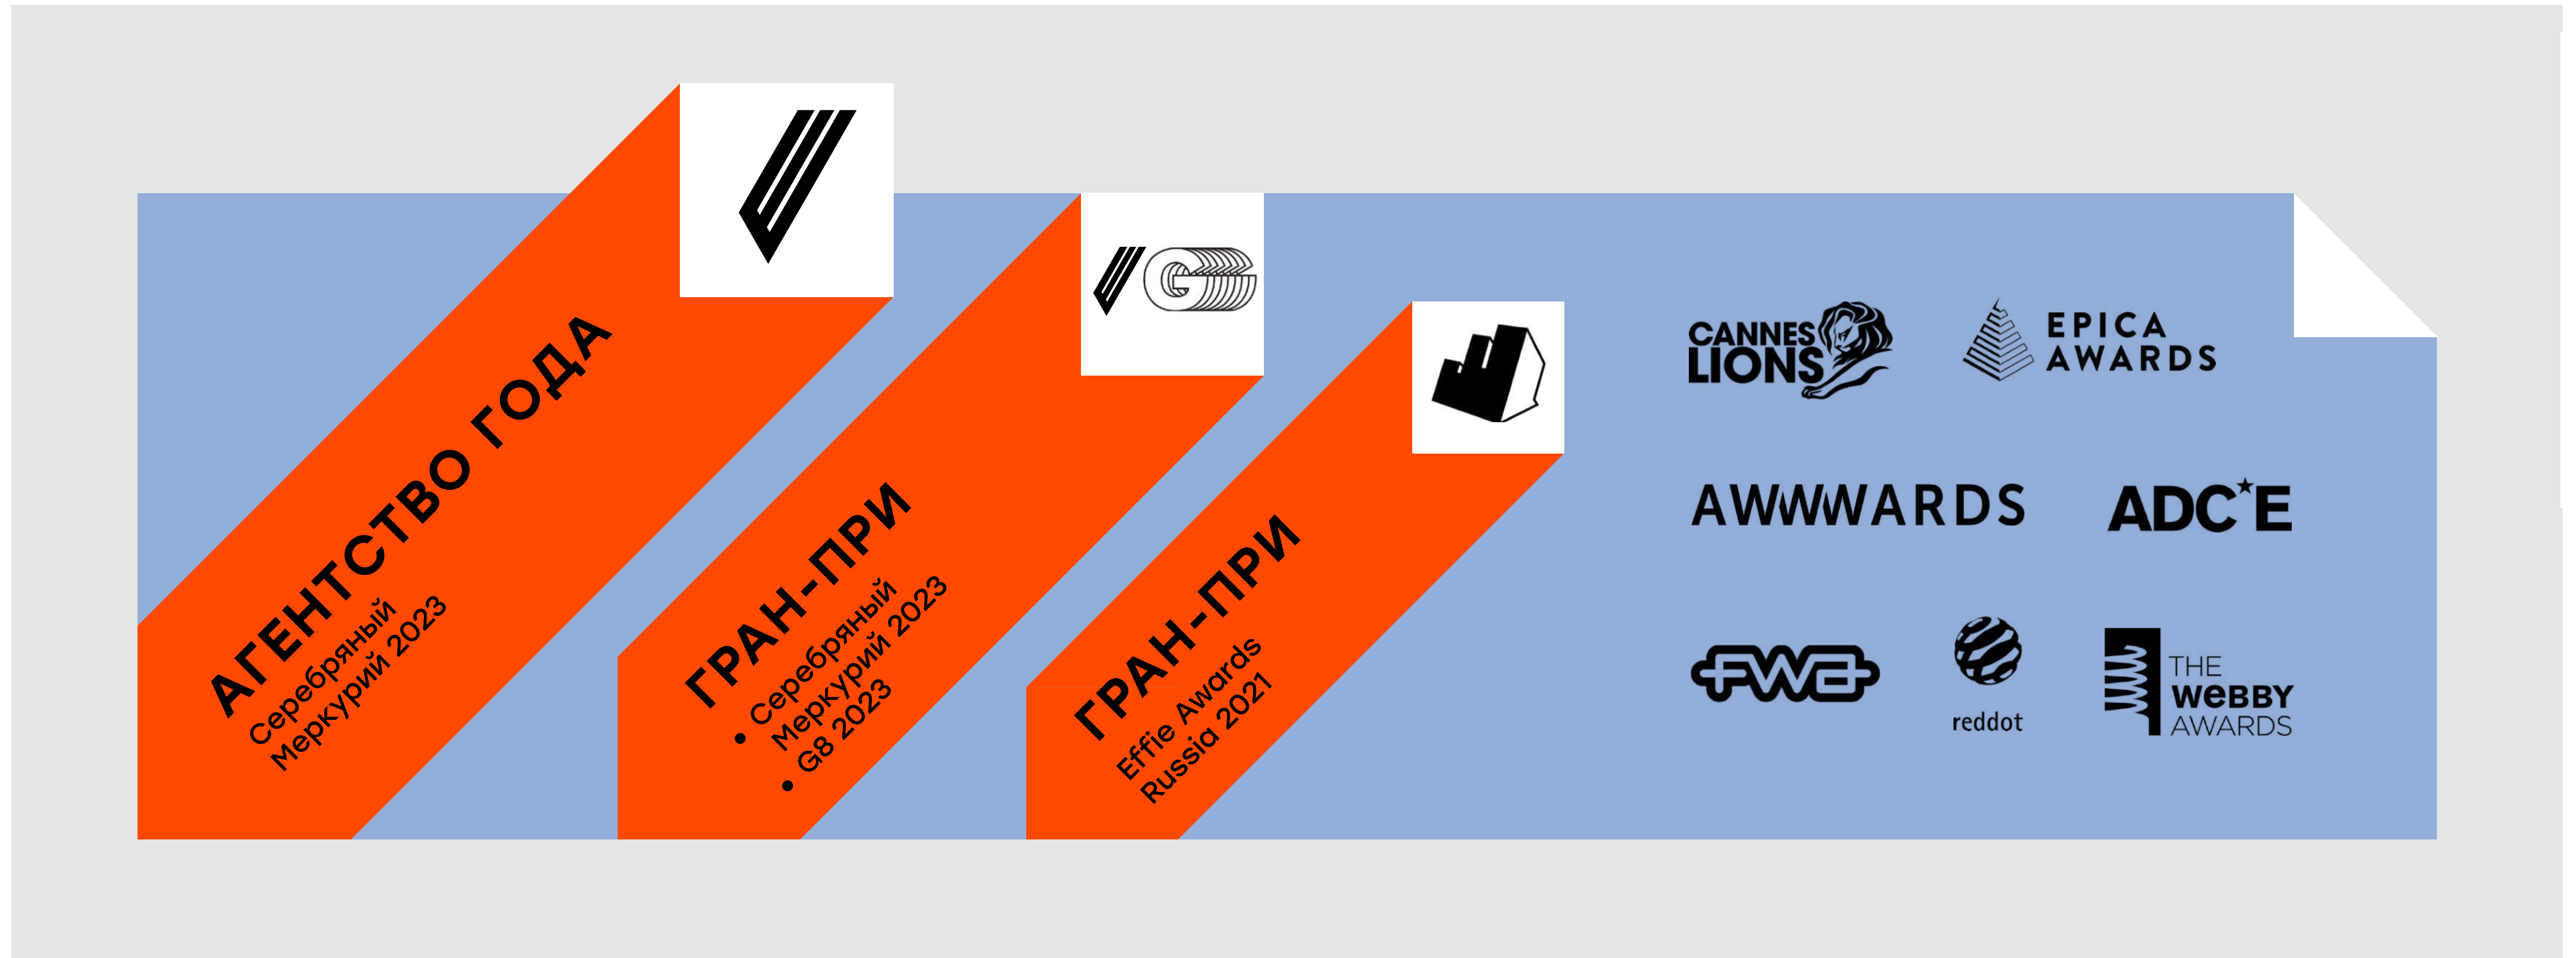 АГЕНТСТВО ГОДА
Серебряный
Меркурий 2023
ГРАН-ПРИ
• Серебряный
Меркурий 2023
• G8 2023
G
ГРАН-ПРИ
Effie Awards
Russia 2021
CANNES
LIONS
EPICA
AWARDS
AWWWARDS
ADC*E
FWA
reddot
THE
WeBBY
AWARDS